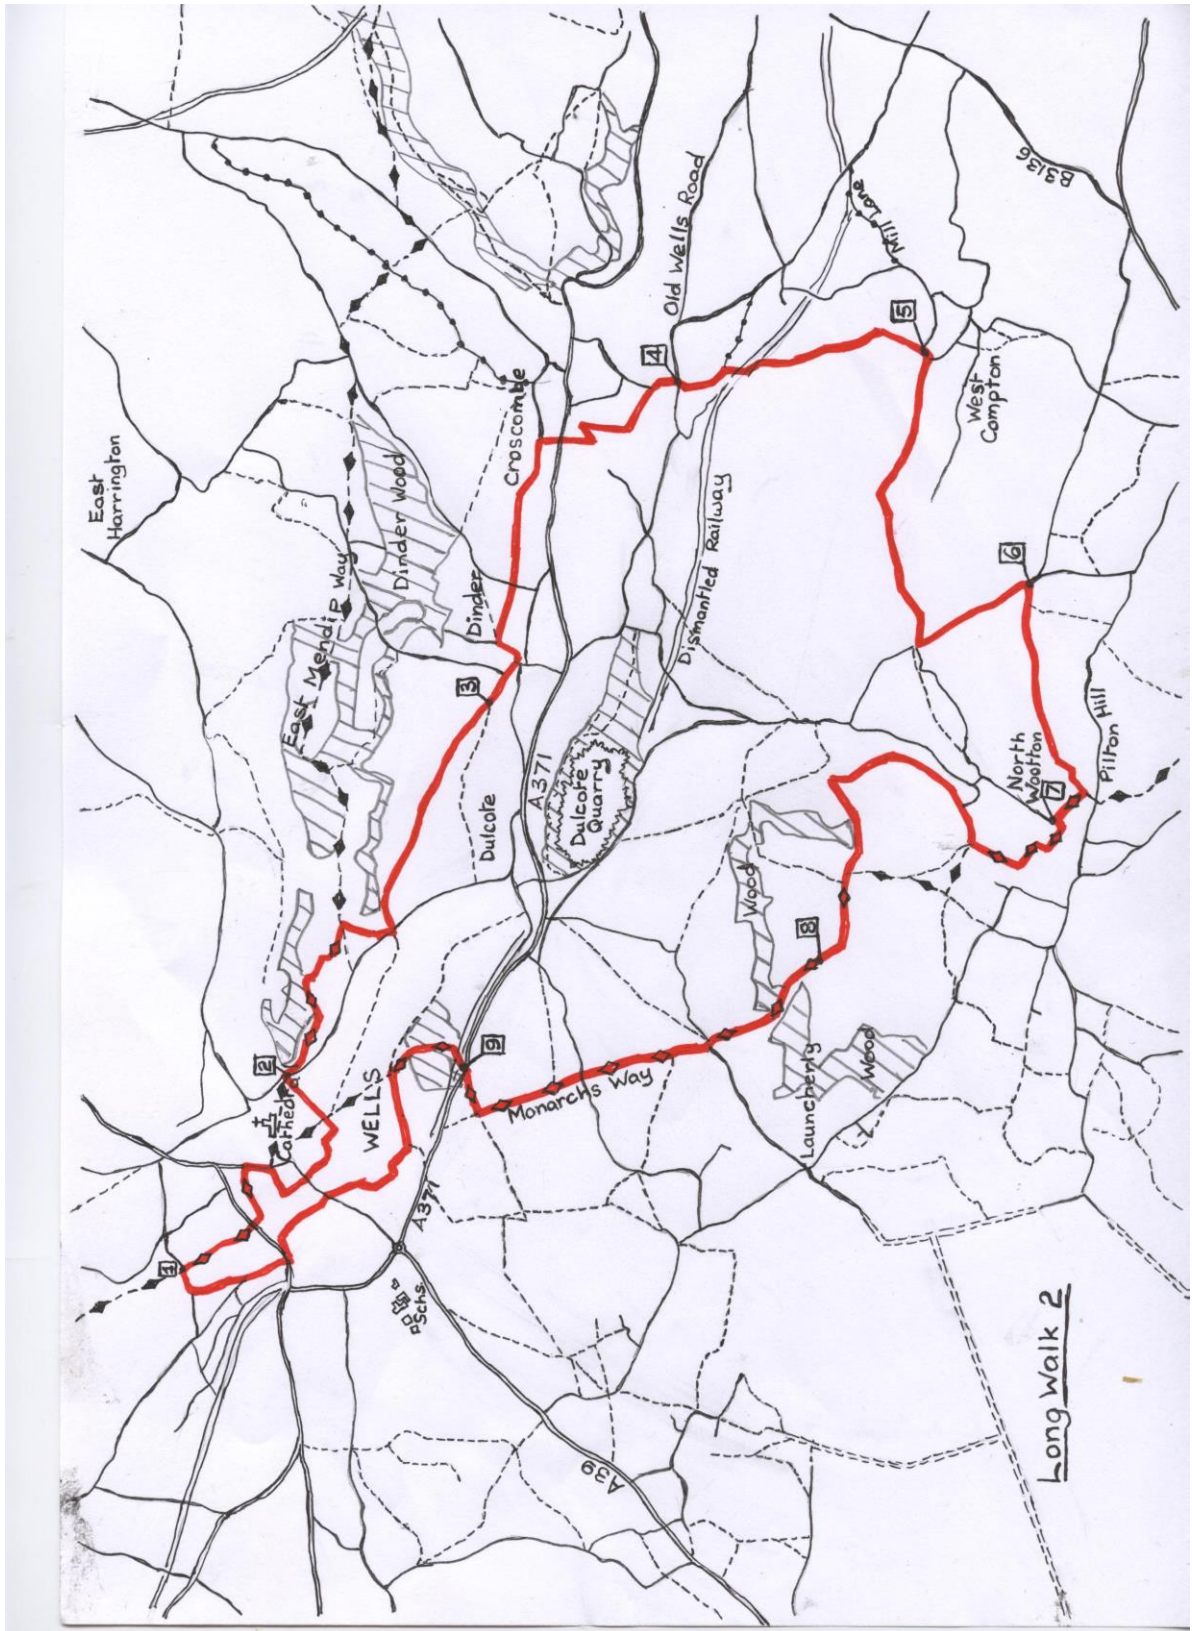 East
Harrington
East Mendip Way
Dinder Wood
Croscombe
Dinder
Old Wells Road
Mill Lane
B3136
West
Compton
Dismantled Railway
Dulcote
Quarry
A371
Dulcote
North
Wootton
Pilton Hill
Wood
Launcherly
Wood
Monarchs Way
WELLS
Cathedral
A371
Schs.
A39
1
2
3
4
5
6
7
8
9
Long Walk 2